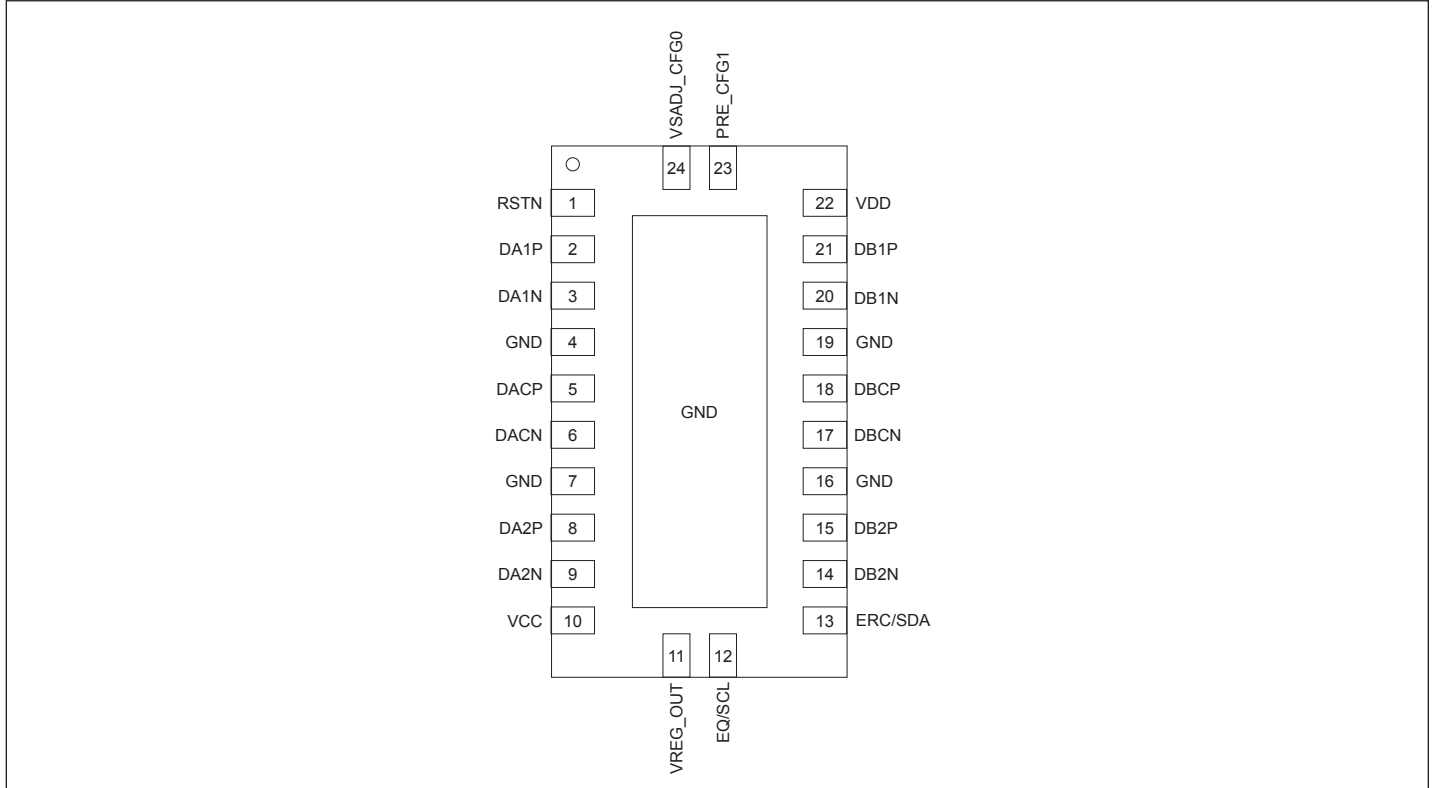 VSADJ_CFG0
PRE_CFG1
24 23
RSTN 1 22 VDD
DA1P 2 21 DB1P
DA1N 3 20 DB1N
GND 4 19 GND
DACP 5 18 DBCP
GND
DACN 6 17 DBCN
GND 7 16 GND
DA2P 8 15 DB2P
DA2N 9 14 DB2N
VCC 10 13 ERC/SDA
11 12
VREG_OUT
EQ/SCL